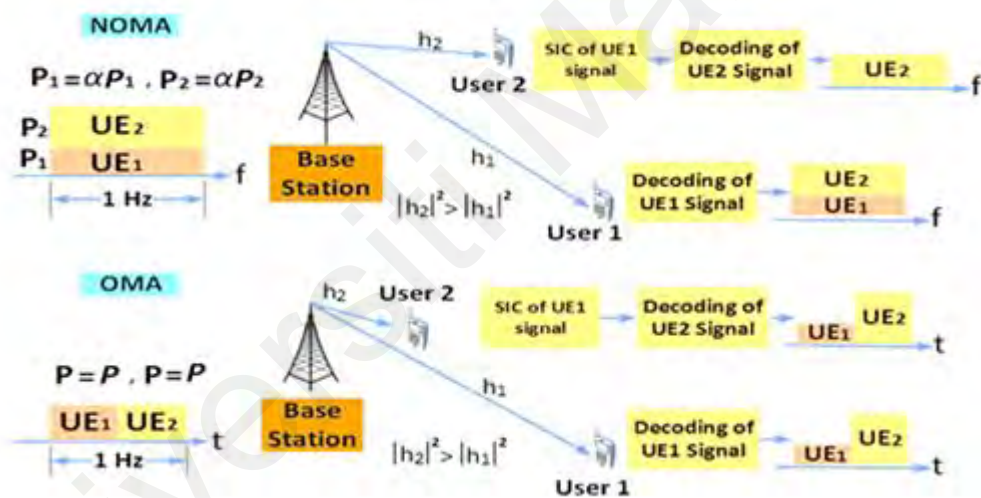 NOMA
P₁=αP₁ , P₂=αP₂
P₂ UE₂
P₁ UE₁ f
1 Hz
Base
Station
h₂
h₁
|h₂|²>|h₁|²
User 2
SIC of UE1
signal
Decoding of
UE2 Signal
UE₂
f
User 1
Decoding of
UE1 Signal
UE₂
UE₁
f
OMA
P=P , P=P
UE₁ UE₂ t
1 Hz
Base
Station
h₂
h₁
|h₂|²>|h₁|²
User 2
SIC of UE1
signal
Decoding of
UE2 Signal
UE₁ UE₂
t
User 1
Decoding of
UE1 Signal
UE₁ UE₂
t